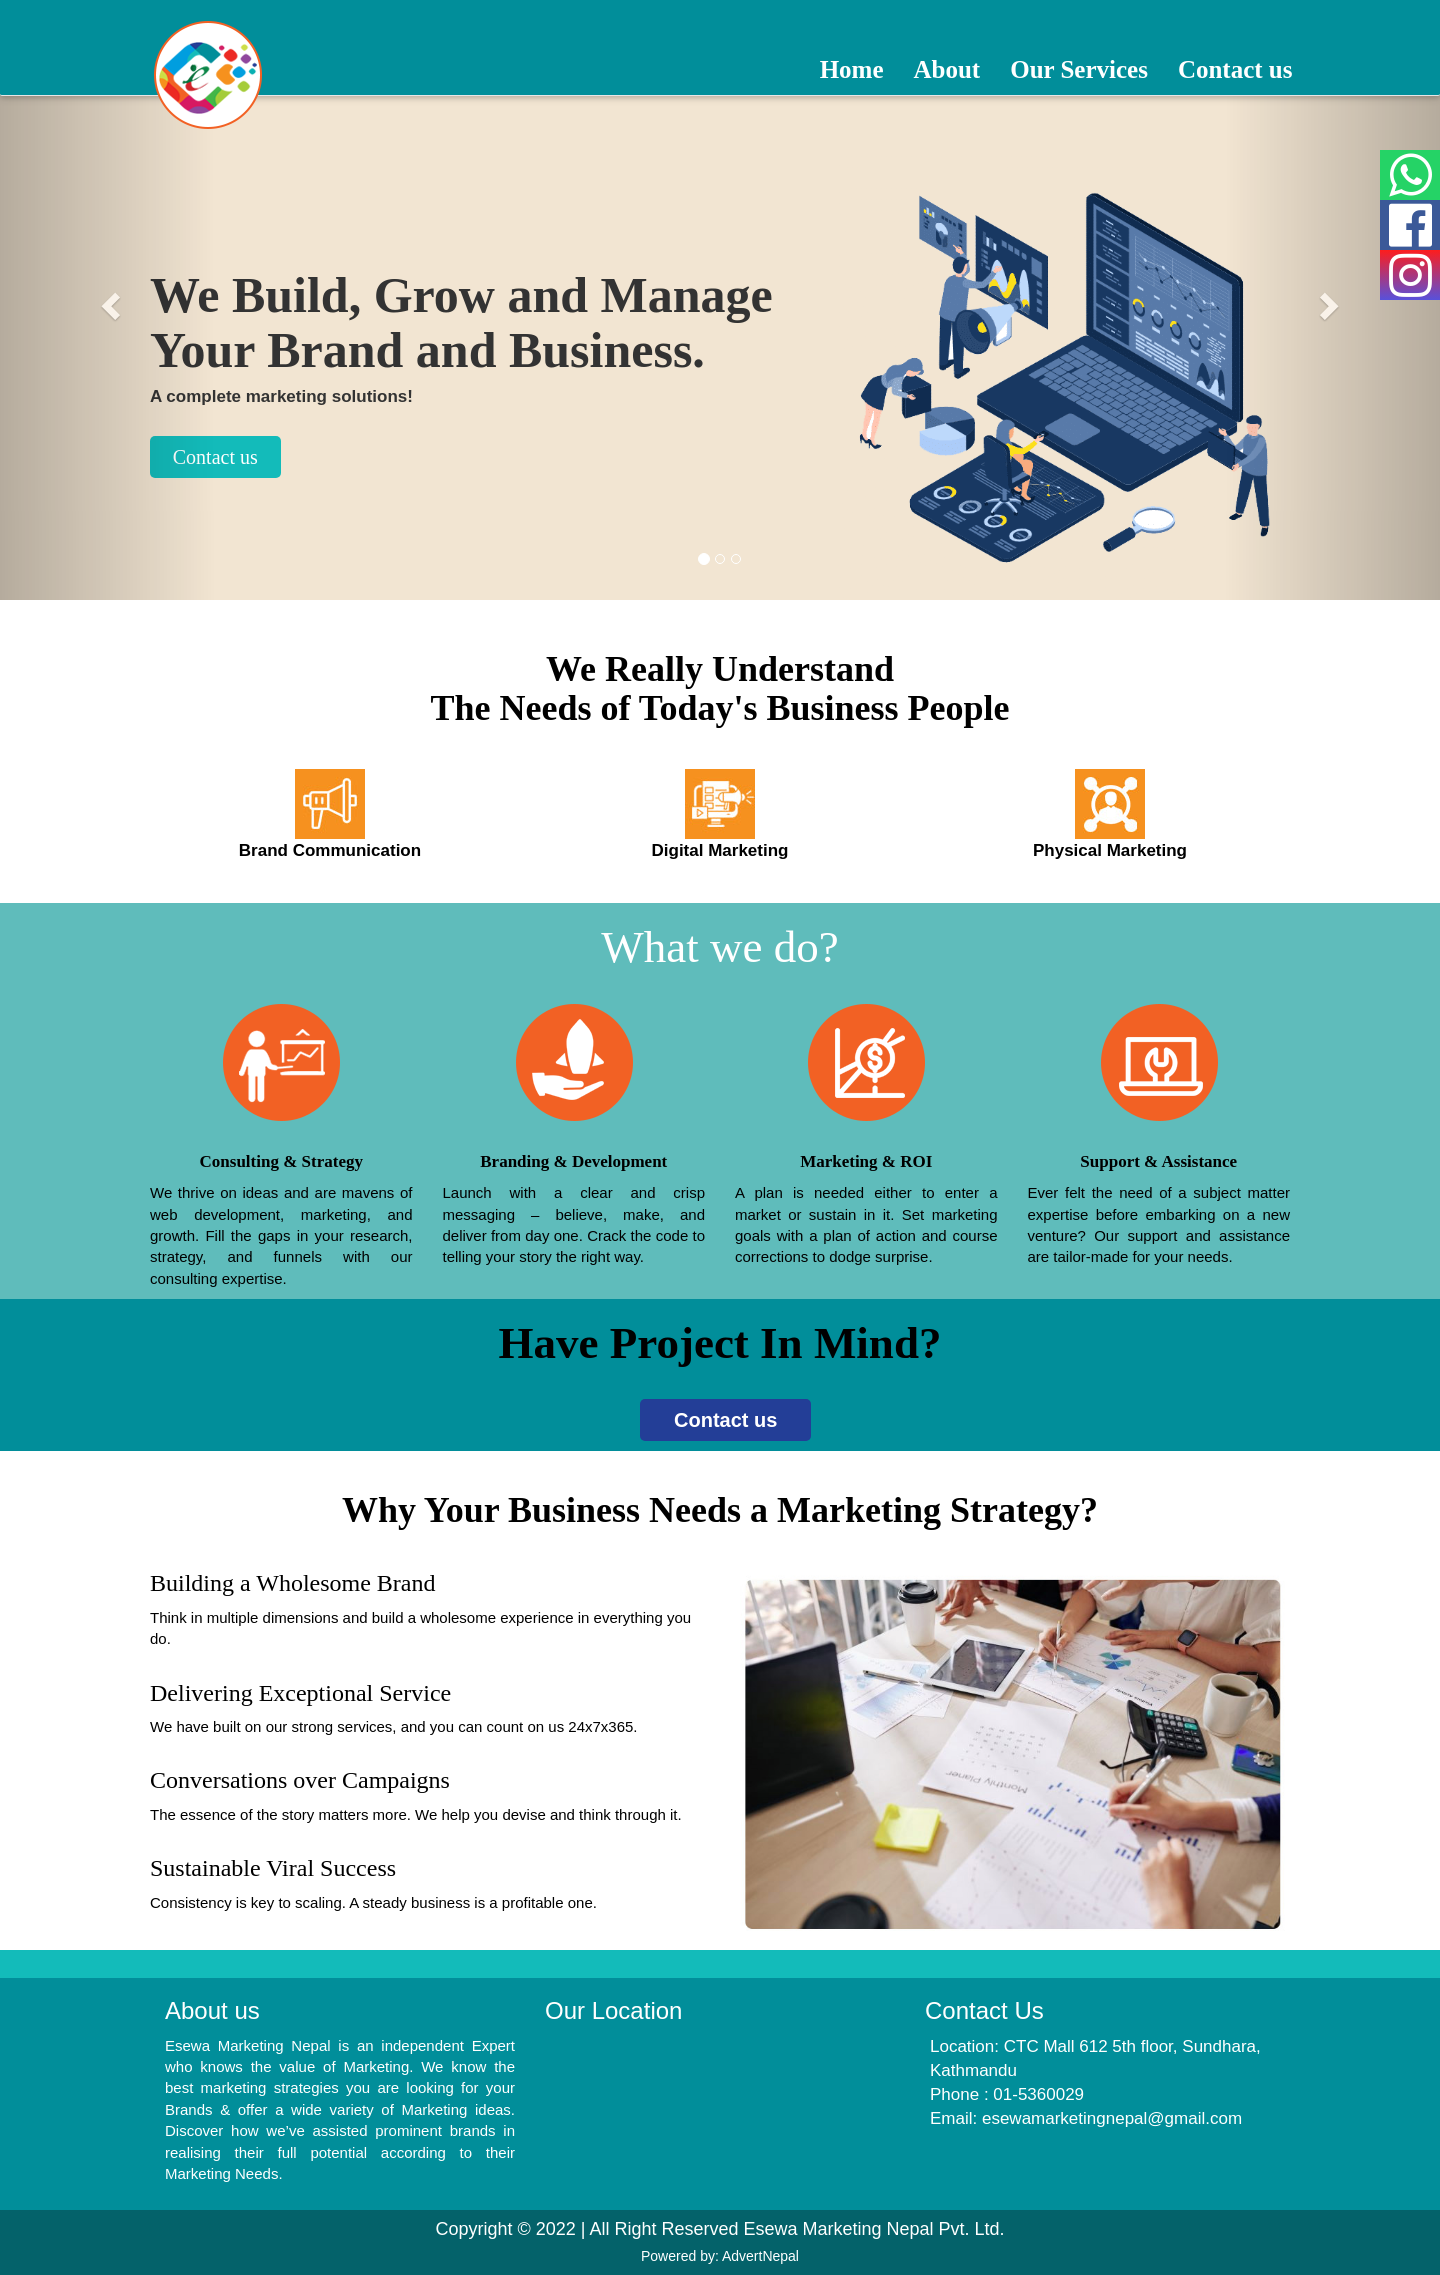 Home About Our Services Contact us
We Build, Grow and Manage
Your Brand and Business.
A complete marketing solutions!
Contact us
We Really Understand
The Needs of Today's Business People
Brand Communication
Digital Marketing
Physical Marketing
What we do?
Consulting & Strategy
We thrive on ideas and are mavens of
web development, marketing, and
growth. Fill the gaps in your research,
strategy, and funnels with our
consulting expertise.
Branding & Development
Launch with a clear and crisp
messaging – believe, make, and
deliver from day one. Crack the code to
telling your story the right way.
Marketing & ROI
A plan is needed either to enter a
market or sustain in it. Set marketing
goals with a plan of action and course
corrections to dodge surprise.
Support & Assistance
Ever felt the need of a subject matter
expertise before embarking on a new
venture? Our support and assistance
are tailor-made for your needs.
Have Project In Mind?
Contact us
Why Your Business Needs a Marketing Strategy?
Building a Wholesome Brand
Think in multiple dimensions and build a wholesome experience in everything you
do.
Delivering Exceptional Service
We have built on our strong services, and you can count on us 24x7x365.
Conversations over Campaigns
The essence of the story matters more. We help you devise and think through it.
Sustainable Viral Success
Consistency is key to scaling. A steady business is a profitable one.
Monthly Planer
About us
Esewa Marketing Nepal is an independent Expert
who knows the value of Marketing. We know the
best marketing strategies you are looking for your
Brands & offer a wide variety of Marketing ideas.
Discover how we've assisted prominent brands in
realising their full potential according to their
Marketing Needs.
Our Location
Contact Us
Location: CTC Mall 612 5th floor, Sundhara,
Kathmandu
Phone : 01-5360029
Email: esewamarketingnepal@gmail.com
Copyright © 2022 | All Right Reserved Esewa Marketing Nepal Pvt. Ltd.
Powered by: AdvertNepal